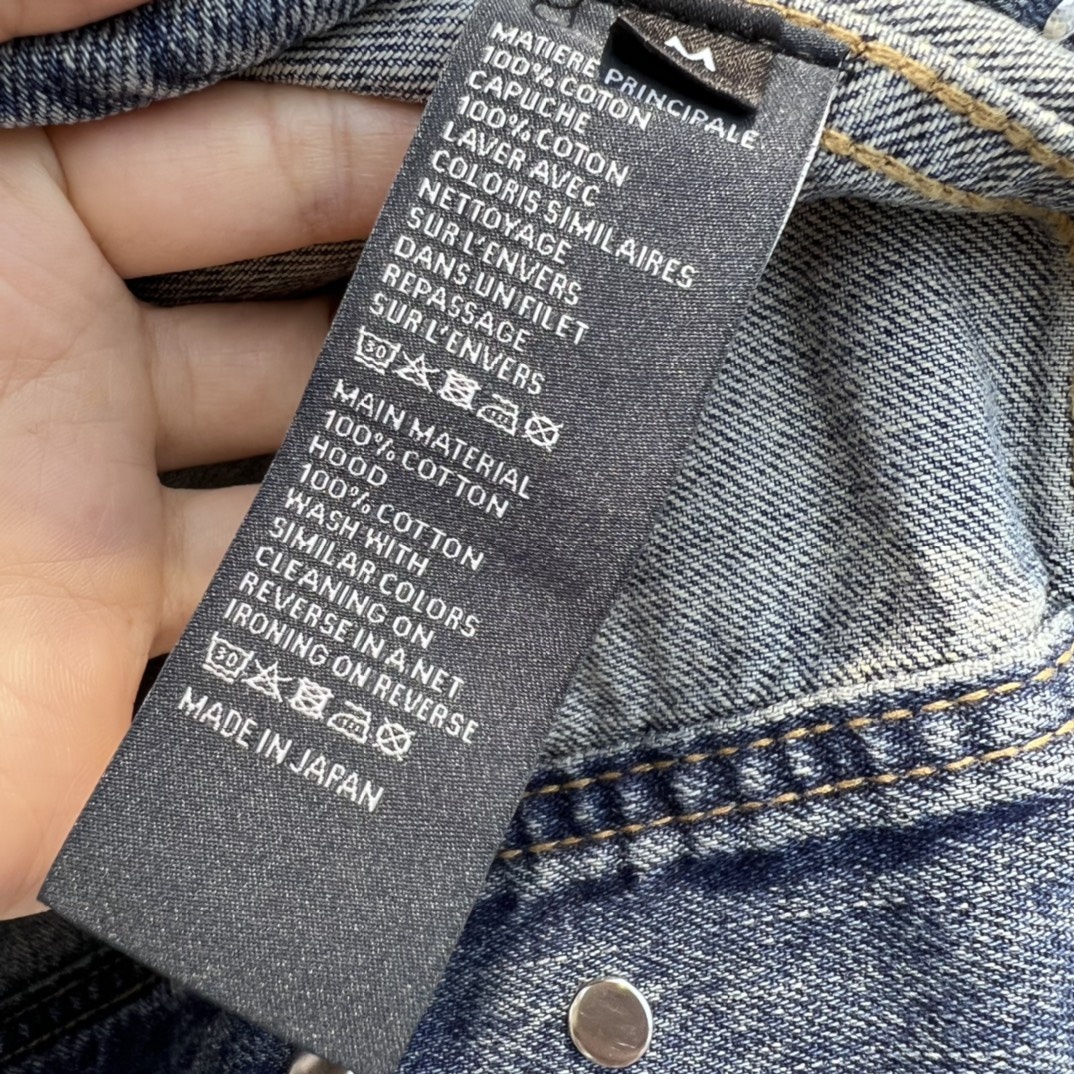 M
MATIERE PRINCIPALE
100% COTON
CAPUCHE
100% COTON
LAVER AVEC
COLORIS SIMILAIRES
NETTOYAGE
SUR L'ENVERS
DANS UN FILET
REPASSAGE
SUR L'ENVERS
30
MAIN MATERIAL
100% COTTON
HOOD
100% COTTON
WASH WITH
SIMILAR COLORS
CLEANING ON
REVERSE IN A NET
IRONING ON REVERSE
30
MADE IN JAPAN